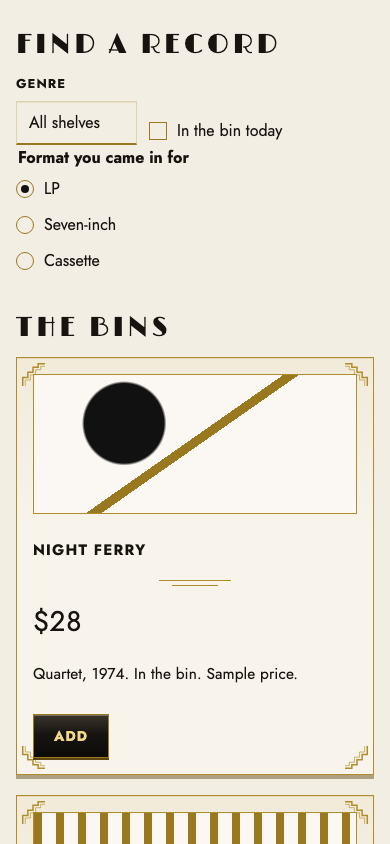 FIND A RECORD
GENRE
All shelves
In the bin today
Format you came in for
LP
Seven-inch
Cassette
THE BINS
NIGHT FERRY
$28
Quartet, 1974. In the bin. Sample price.
ADD